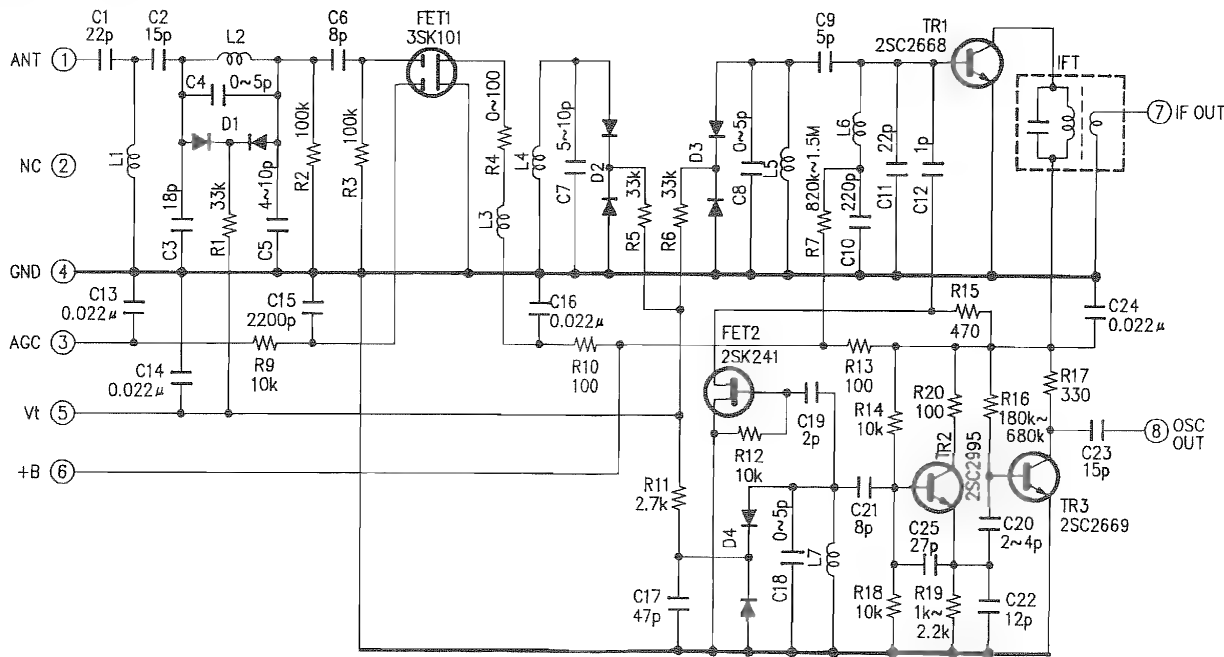 C1
22p
C2
15p
L2
C6
8p
FET1
3SK101
C9
5p
TR1
2SC2668
IFT
ANT 1
C4
0~5p
D1
100k
100k
0~100
R4
L4
5~10p
D2
D3
0~5p
L5
L6
820k~1.5M
22p
1p
7 IF OUT
NC 2
L1
18p
33k
4~10p
R2
R3
L3
C7
33k
33k
C8
R7
220p
C11
C12
C3
R1
C5
R5
R6
C10
GND 4
C13
0.022μ
C15
2200p
C16
0.022μ
R15
470
C24
0.022μ
AGC 3
R9
10k
R10
100
FET2
2SK241
R13
100
C14
0.022μ
R17
330
Vt 5
C19
2p
R14
10k
R20
100
R16
180k~
680k
8 OSC
OUT
C23
15p
+B 6
R12
10k
TR2
2SC2995
R11
2.7k
D4
0~5p
C18
L7
C21
8p
C25
27p
C20
2~4p
TR3
2SC2669
C17
47p
R18
10k
R19
1k~
2.2k
C22
12p